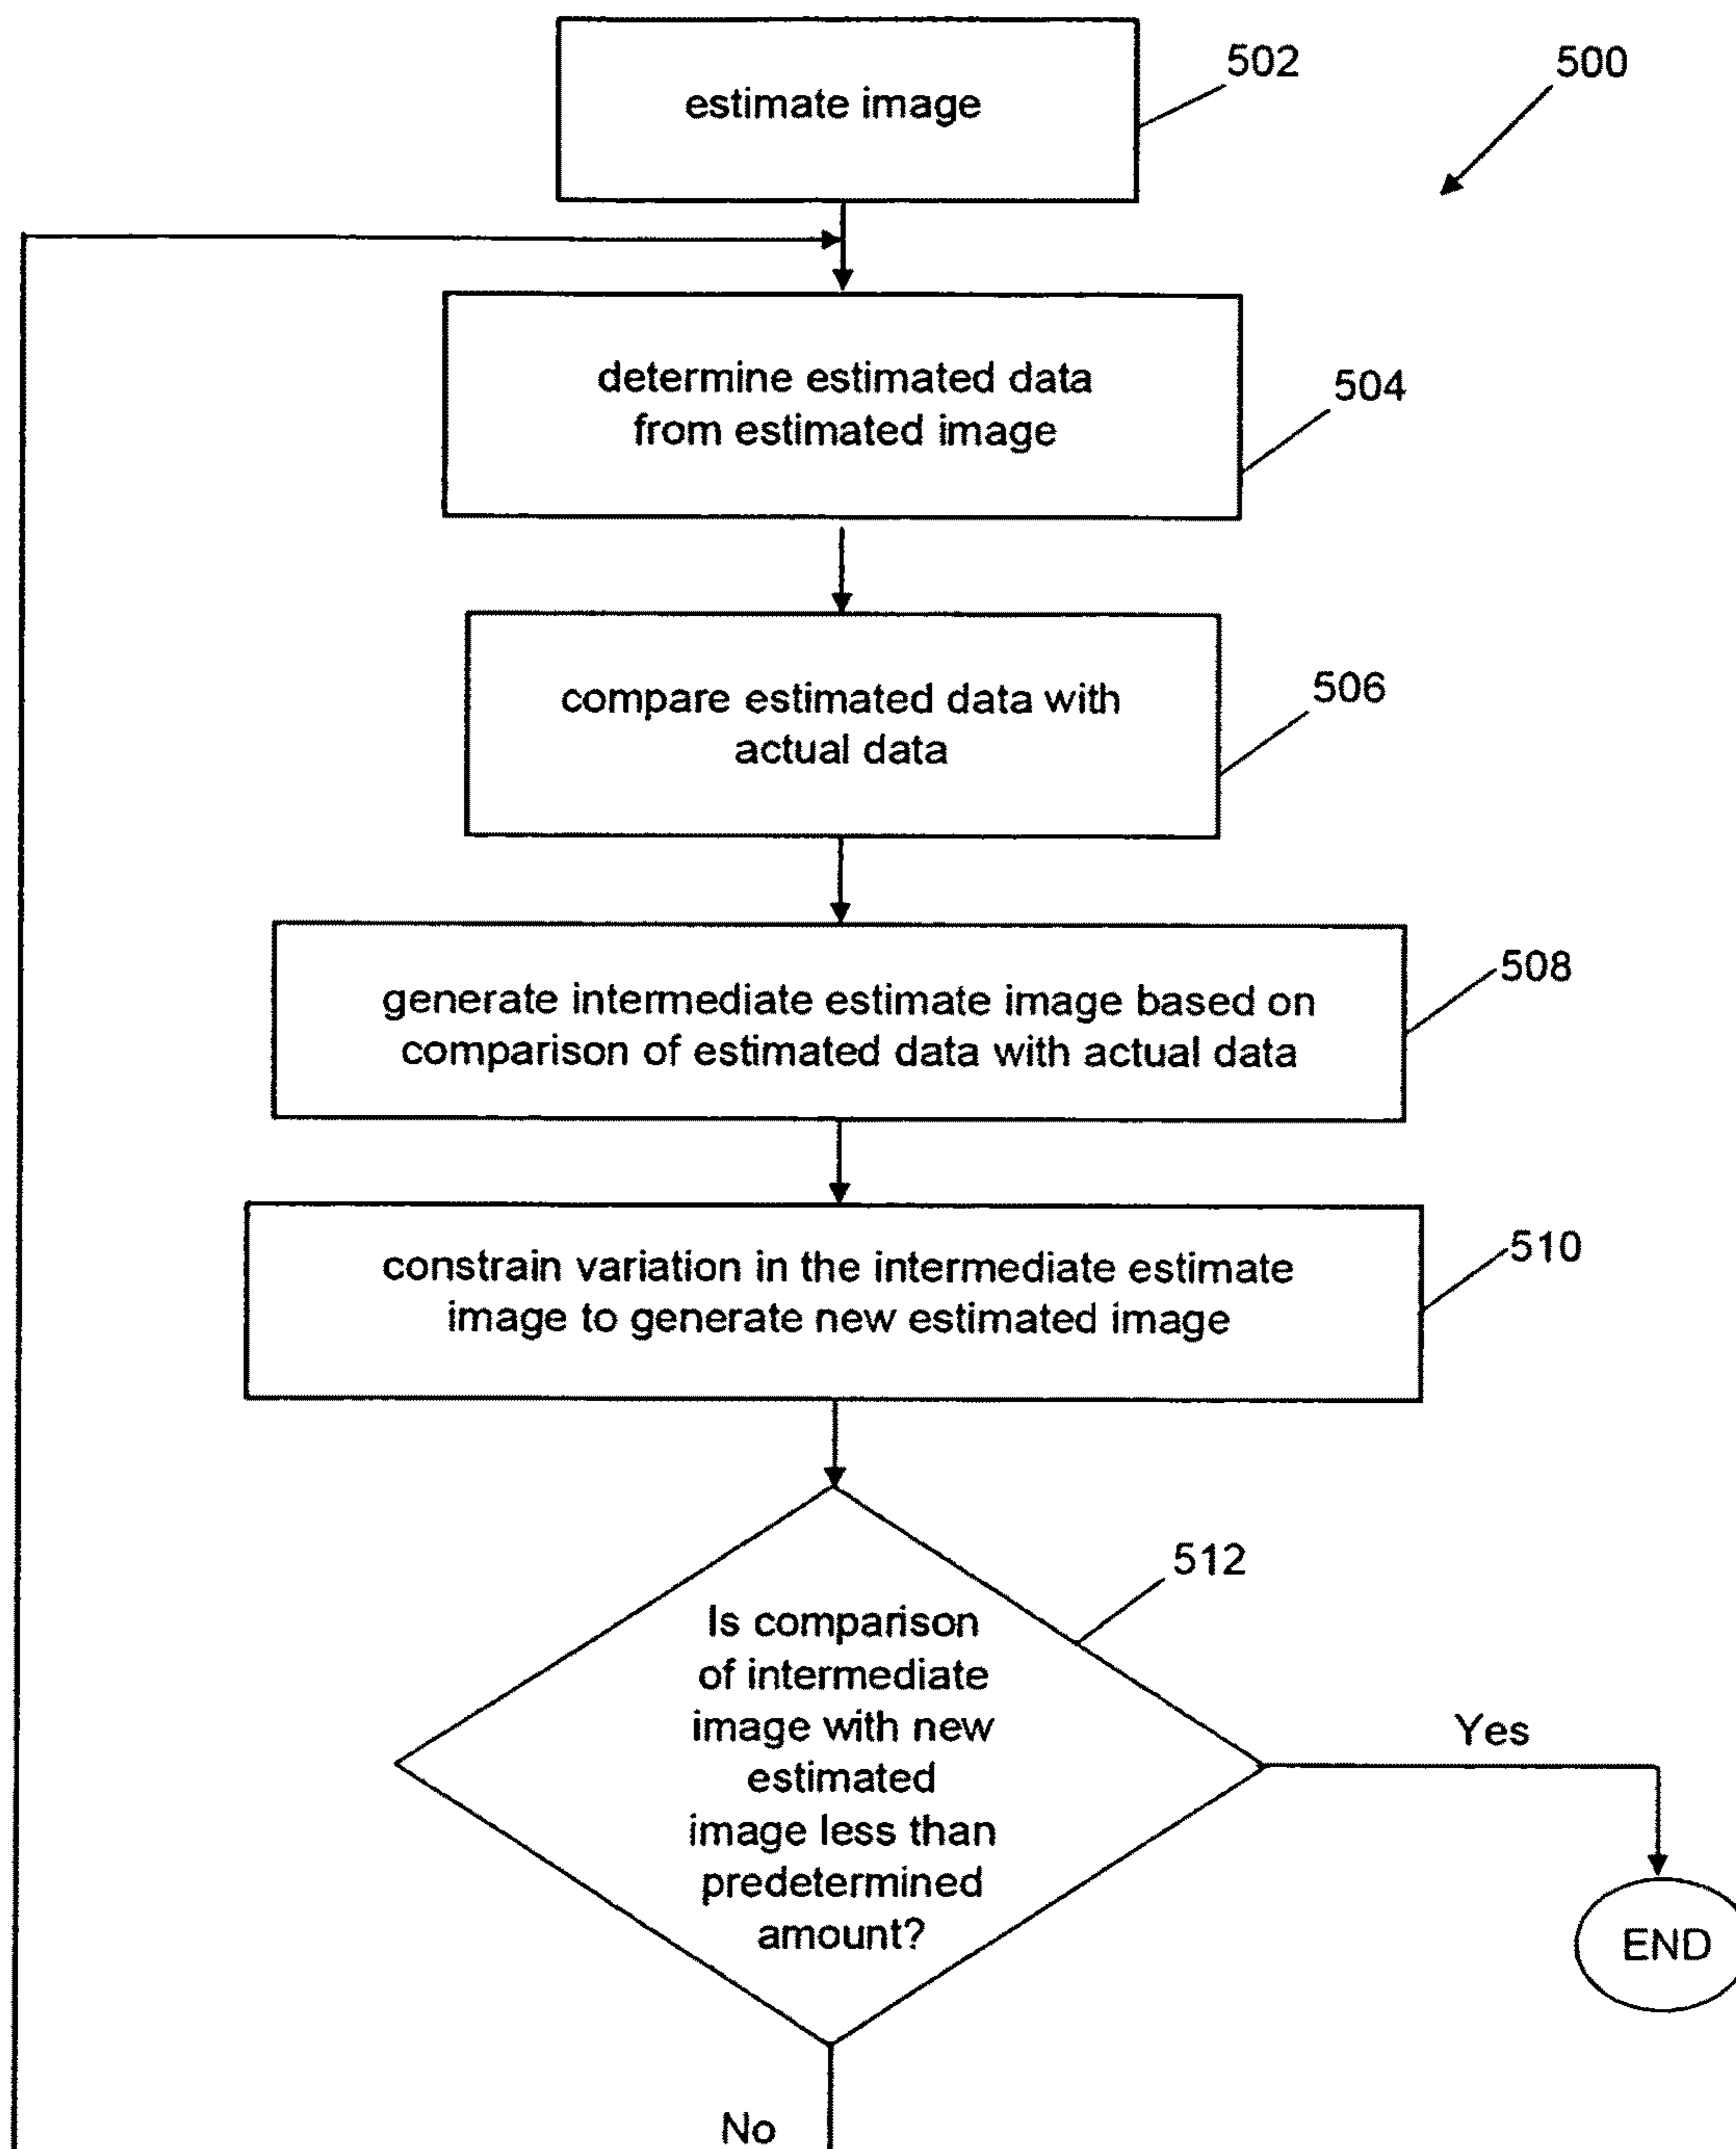 estimate image
502
500
determine estimated data
from estimated image
504
compare estimated data with
actual data
506
generate intermediate estimate image based on
comparison of estimated data with actual data
508
constrain variation in the intermediate estimate
image to generate new estimated image
510
512
Is comparison
of intermediate
image with new
estimated
image less than
predetermined
amount?
Yes
END
No